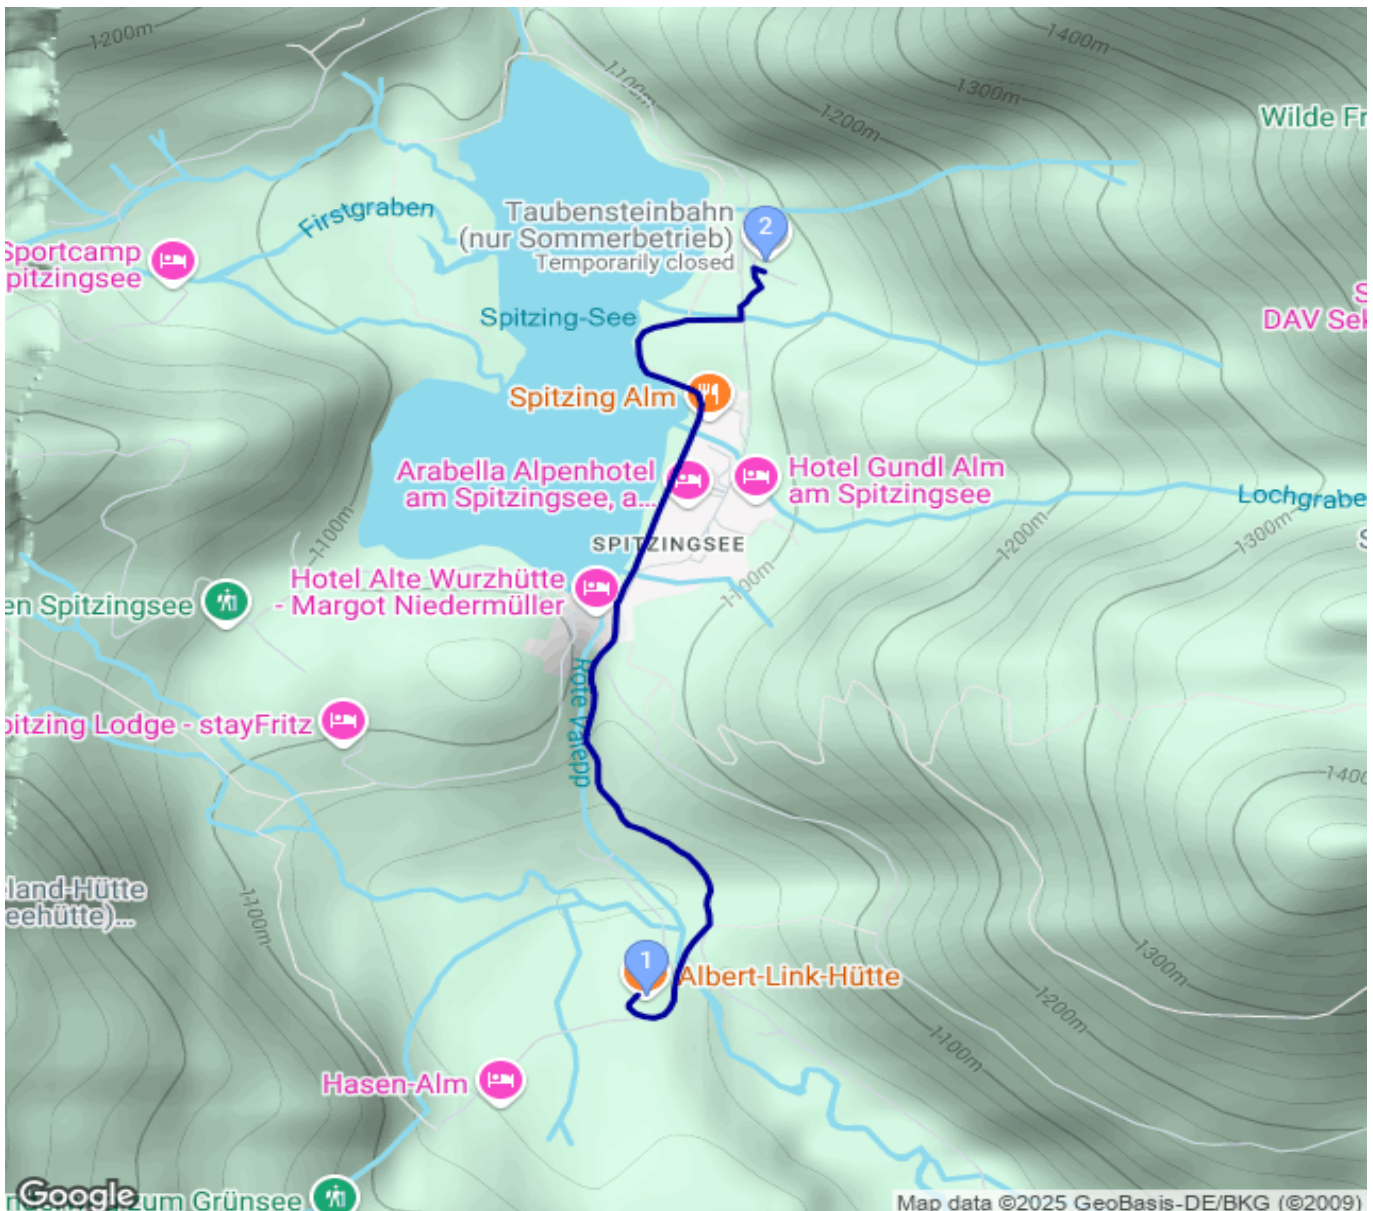 1200m
1400m
1100m
1300m
1200m
Wilde Fr
Firstgraben
Taubensteinbahn
(nur Sommerbetrieb)
Temporarily closed
2
Sportcamp
pitzingsee
S
DAV Sek
Spitzing-See
Spitzing Alm
Arabella Alpenhotel
am Spitzingsee, a...
Hotel Gundl Alm
am Spitzingsee
Lochgrabe
1100m
1200m
1300m
S
SPITZINGSEE
Hotel Alte Wurzhütte
- Margot Niedermüller
1100m
en Spitzingsee
Rote Valepp
pitzing Lodge - stayFritz
1400
-land-Hütte
eehütte)...
1100m
1
Albert-Link-Hütte
1300m
1200m
1100m
Hasen-Alm
Google
zum Grünsee
Map data ©2025 GeoBasis-DE/BKG (©2009)